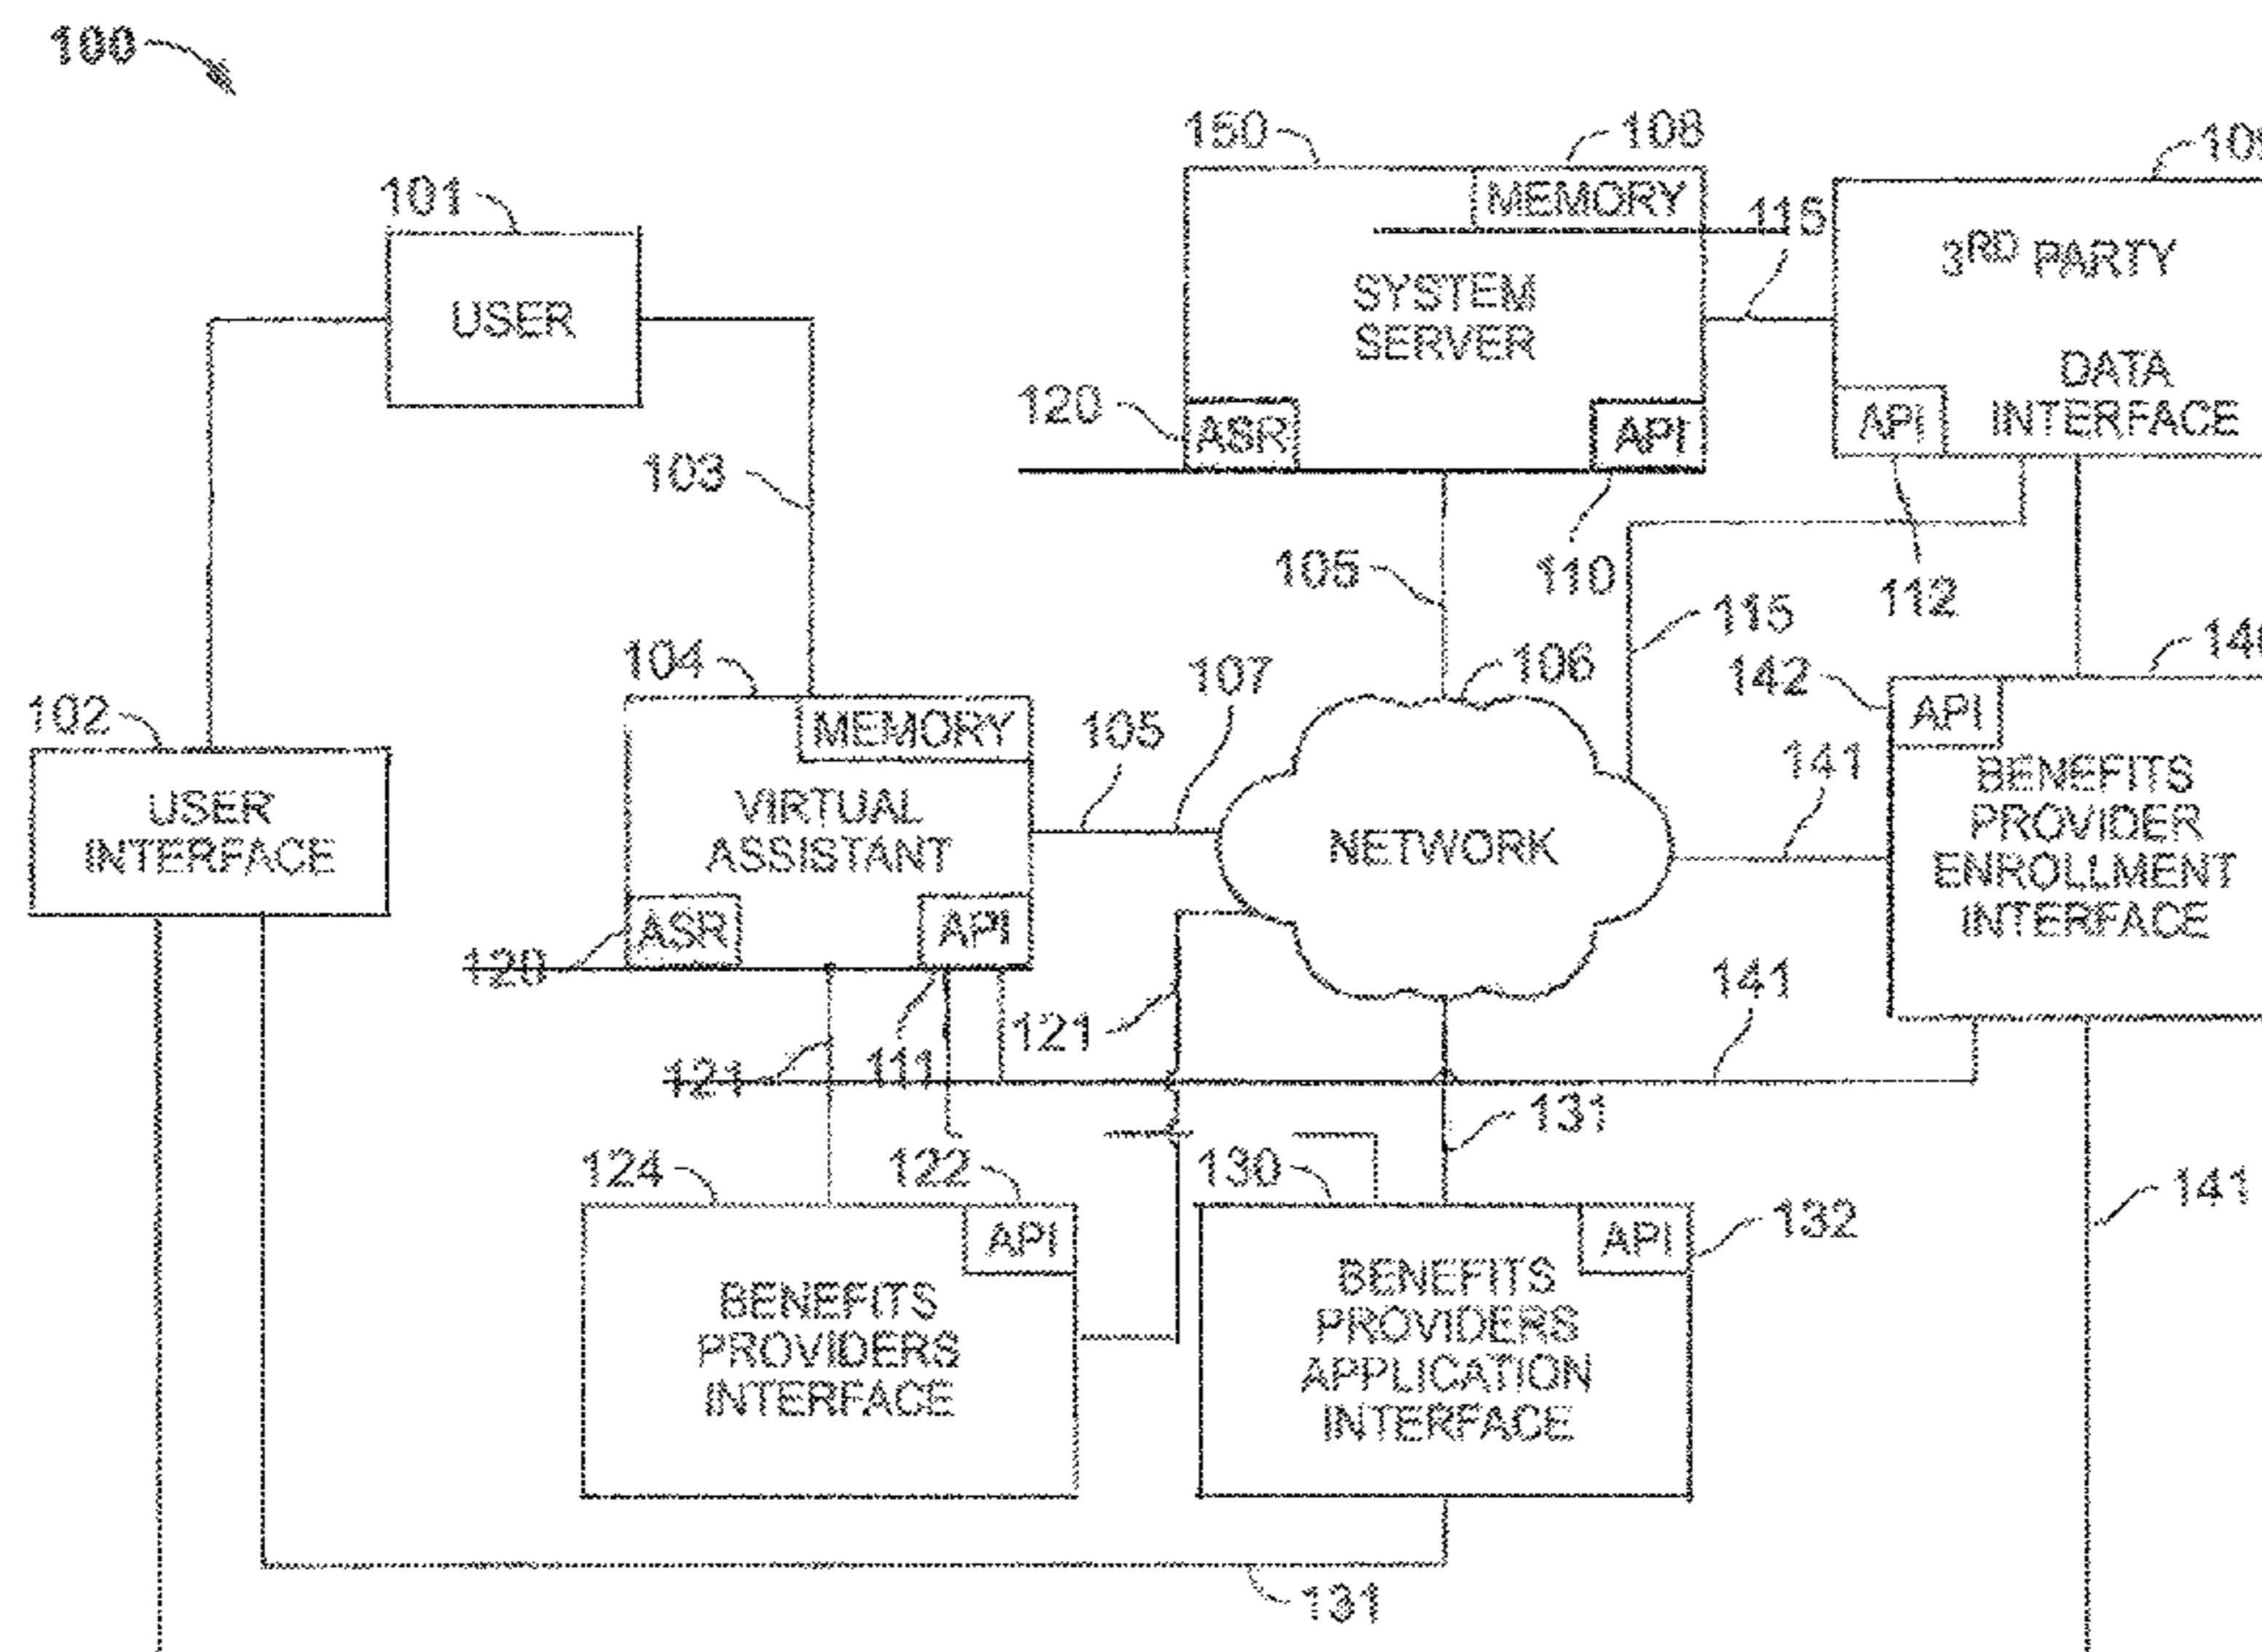 100
150
108
101
MEMORY
115
3RD PARTY
USER
SYSTEM
SERVER
DATA
INTERFACE
120
ASR
API
API
103
105
110
112
115
104
106
142
107
102
MEMORY
105
API
141
USER
INTERFACE
VIRTUAL
ASSISTANT
NETWORK
BENEFITS
PROVIDER
ENROLLMENT
INTERFACE
ASR
API
120
141
121
121
111
131
124
122
130
141
132
API
API
BENEFITS
PROVIDERS
INTERFACE
BENEFITS
PROVIDERS
APPLICATION
INTERFACE
131